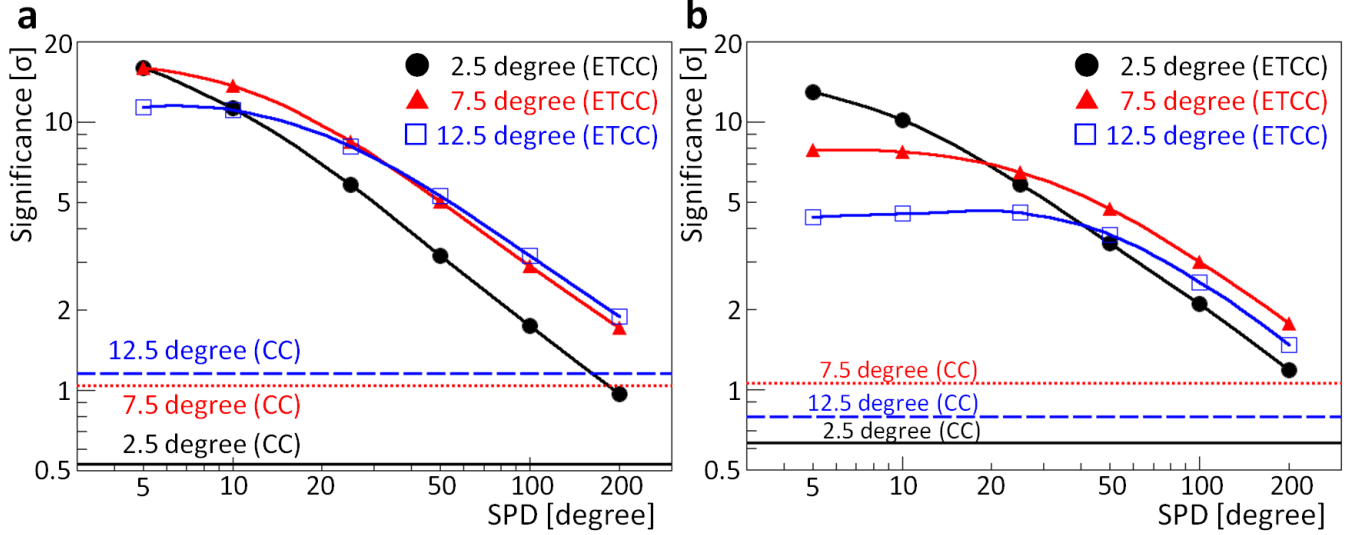 a
Significance [σ]
20
10
5
2
1
0.5
2.5 degree (ETCC)
7.5 degree (ETCC)
12.5 degree (ETCC)
12.5 degree (CC)
7.5 degree (CC)
2.5 degree (CC)
5 10 20 50 100 200
SPD [degree]
b
Significance [σ]
20
10
5
2
1
0.5
2.5 degree (ETCC)
7.5 degree (ETCC)
12.5 degree (ETCC)
7.5 degree (CC)
12.5 degree (CC)
2.5 degree (CC)
5 10 20 50 100 200
SPD [degree]